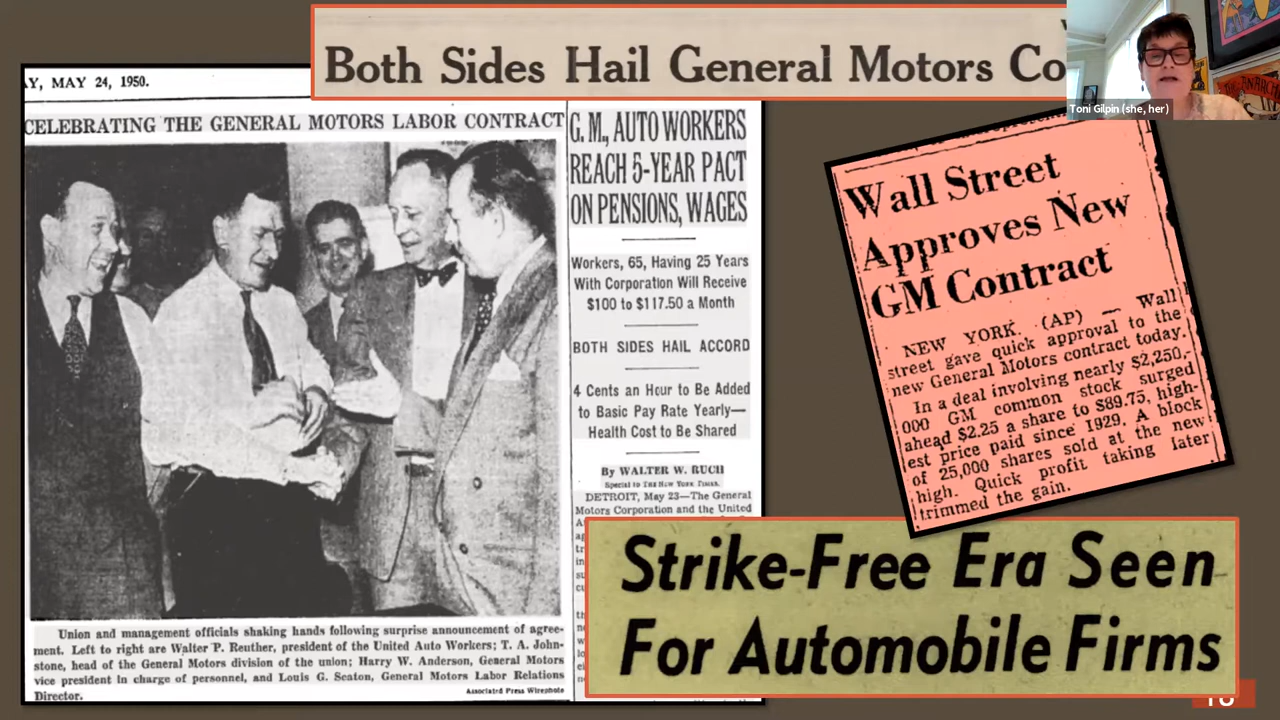 Both Sides Hail General Motors Co
Toni Gilpin (she, her)
Y, MAY 24, 1950.
CELEBRATING THE GENERAL MOTORS LABOR CONTRACT
Union and management officials shaking hands following surprise announcement of agree-
ment. Left to right are Walter P. Reuther, president of the United Auto Workers; T. A. John-
stone, head of the General Motors division of the union; Harry W. Anderson, General Motors
vice president in charge of personnel, and Louis G. Seaton, General Motors Labor Relations
Director.
Associated Press Wirephoto
G. M., AUTO WORKERS
REACH 5-YEAR PACT
ON PENSIONS, WAGES
Workers, 65, Having 25 Years
With Corporation Will Receive
$100 to $117.50 a Month
BOTH SIDES HAIL ACCORD
4 Cents an Hour to Be Added
to Basic Pay Rate Yearly—
Health Cost to Be Shared
By WALTER W. RUCH
Special to THE NEW YORK TIMES.
DETROIT, May 23—The General
Motors Corporation and the United
Wall Street
Approves New
GM Contract
NEW YORK. (AP) — Wall
street gave quick approval to the
new General Motors contract today.
In a deal involving nearly $2,250,-
000 GM common stock surged
ahead $2.25 a share to $89.75, high-
est price paid since 1929. A block
of 25,000 shares sold at the new
high. Quick profit taking later
trimmed the gain.
Strike-Free Era Seen
For Automobile Firms